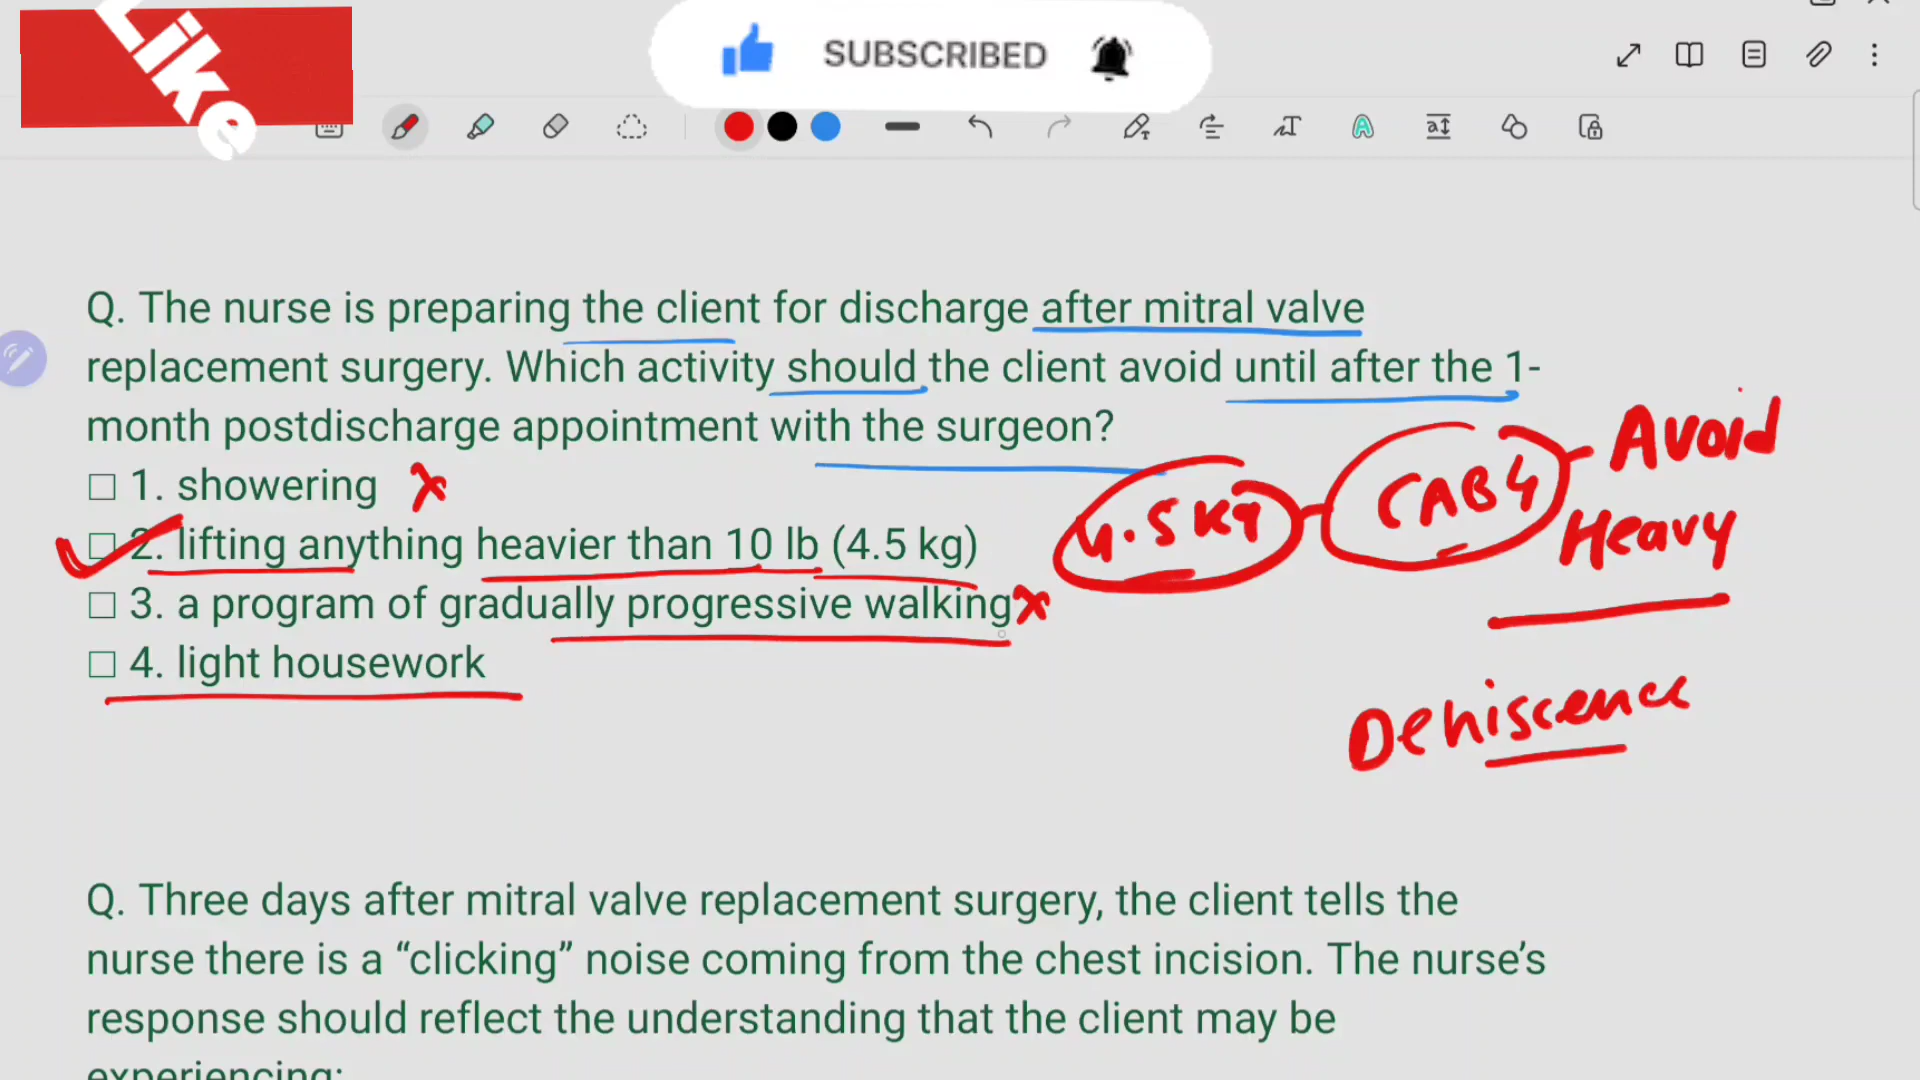 Like
SUBSCRIBED
Q. The nurse is preparing the client for discharge after mitral valve
replacement surgery. Which activity should the client avoid until after the 1-
month postdischarge appointment with the surgeon?
□ 1. showering x
□ 2. lifting anything heavier than 10 lb (4.5 kg)
□ 3. a program of gradually progressive walking x
□ 4. light housework
4.5 Kg
CABG
Avoid
Heavy
Dehiscence
Q. Three days after mitral valve replacement surgery, the client tells the
nurse there is a “clicking” noise coming from the chest incision. The nurse’s
response should reflect the understanding that the client may be
experiencing: